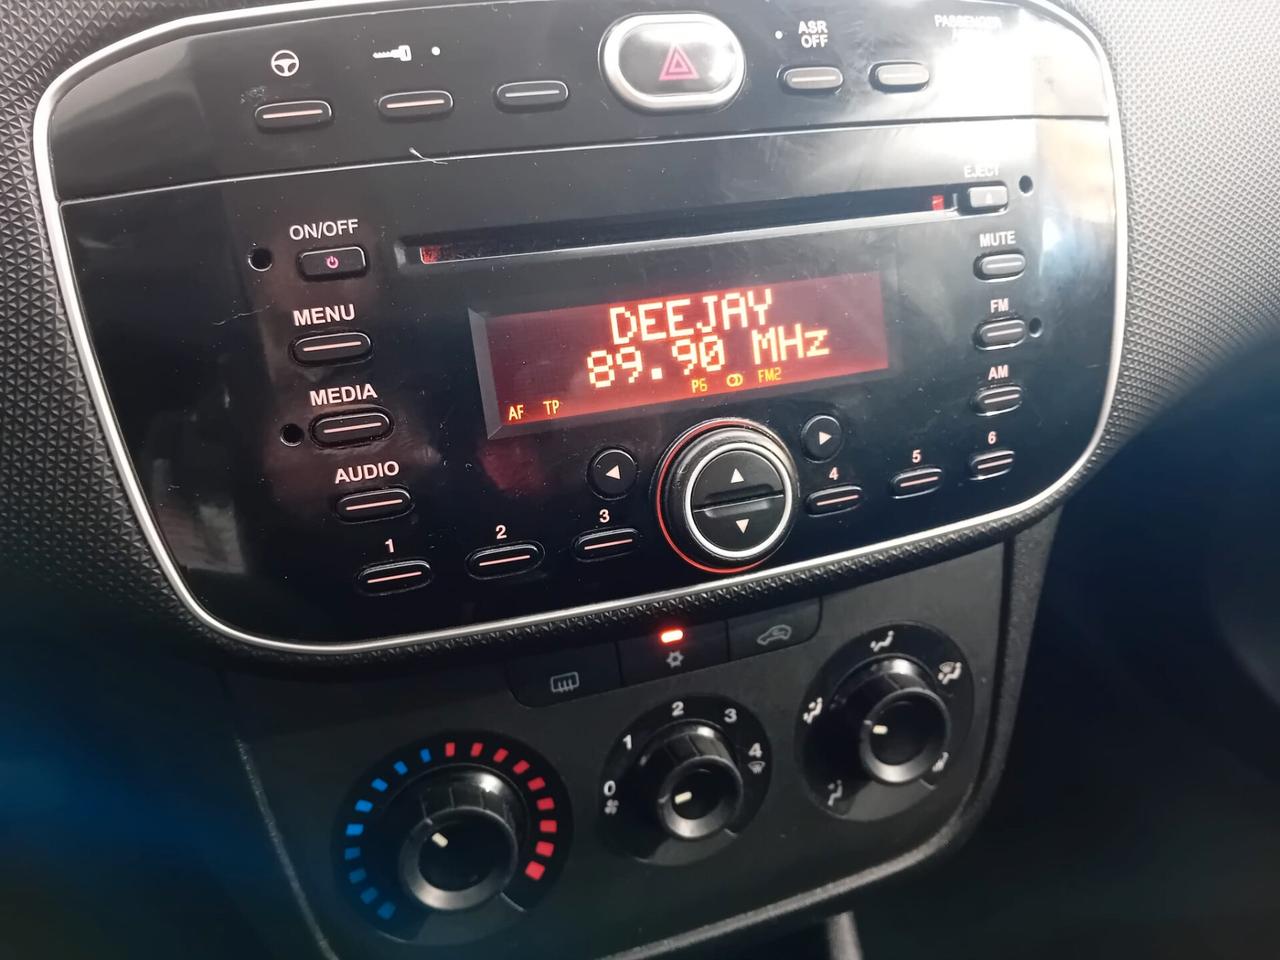 ASR
OFF
PASSENGER
EJECT
ON/OFF
MUTE
MENU
FM
DEEJAY
89.90 MHz
AF TP P6 FM2
MEDIA
AM
AUDIO
1
2
3
4
5
6
0
1
2
3
4